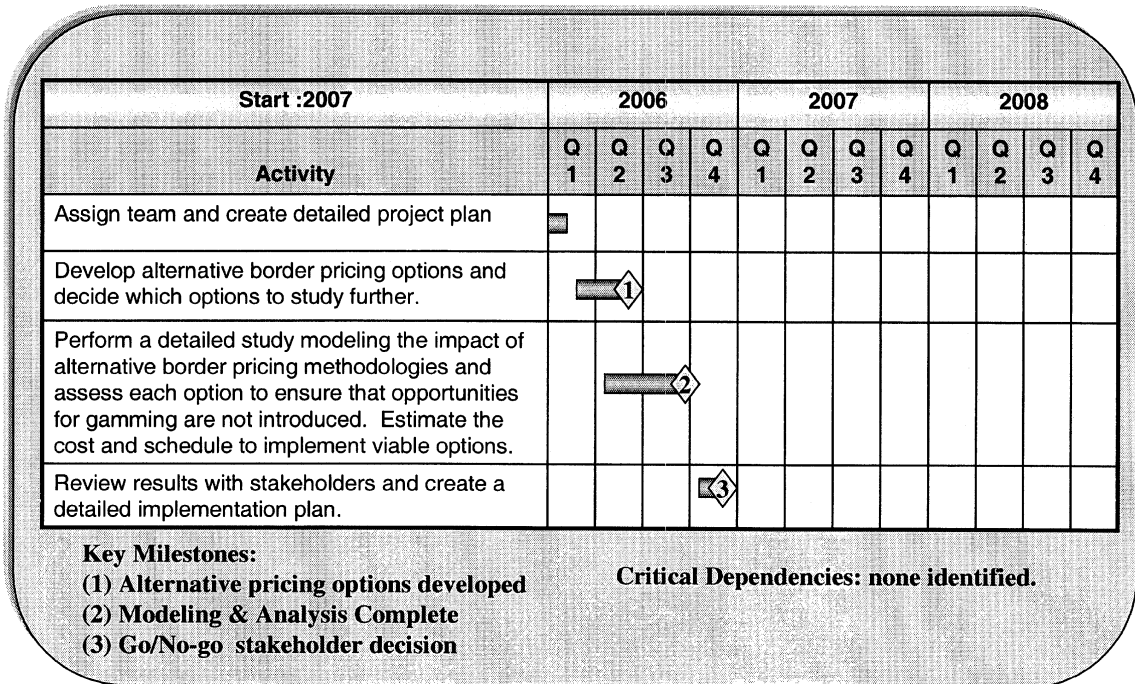 Start :2007 2006 2007 2008
Activity Q 1 Q 2 Q 3 Q 4 Q 1 Q 2 Q 3 Q 4 Q 1 Q 2 Q 3 Q 4
Assign team and create detailed project plan
Develop alternative border pricing options and
decide which options to study further.
1
Perform a detailed study modeling the impact of
alternative border pricing methodologies and
assess each option to ensure that opportunities
for gamming are not introduced. Estimate the
cost and schedule to implement viable options.
2
Review results with stakeholders and create a
detailed implementation plan.
3
Key Milestones:
(1) Alternative pricing options developed
(2) Modeling & Analysis Complete
(3) Go/No-go stakeholder decision
Critical Dependencies: none identified.